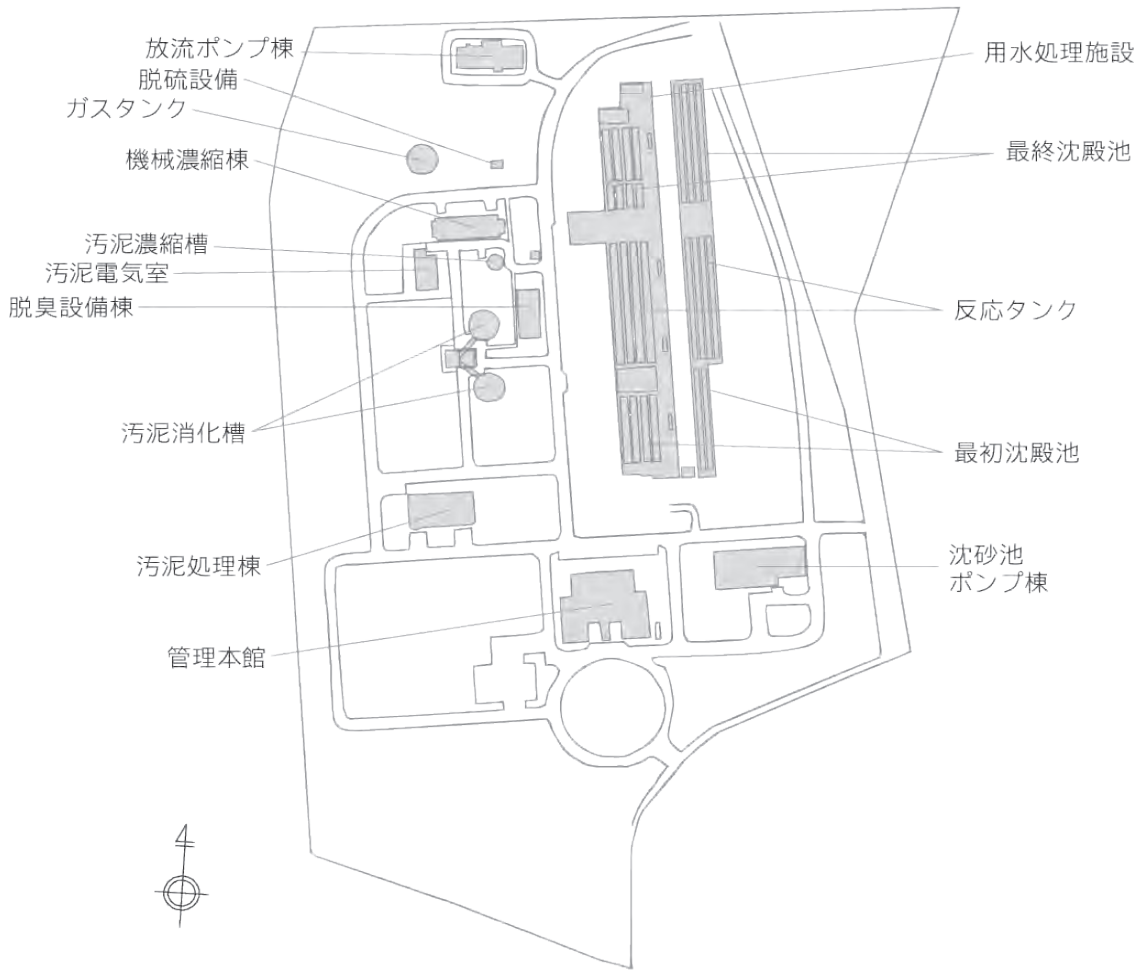 放流ポンプ棟
脱硫設備
ガスタンク
機械濃縮棟
汚泥濃縮槽
汚泥電気室
脱臭設備棟
汚泥消化槽
汚泥処理棟
管理本館
用水処理施設
最終沈殿池
反応タンク
最初沈殿池
沈砂池
ポンプ棟